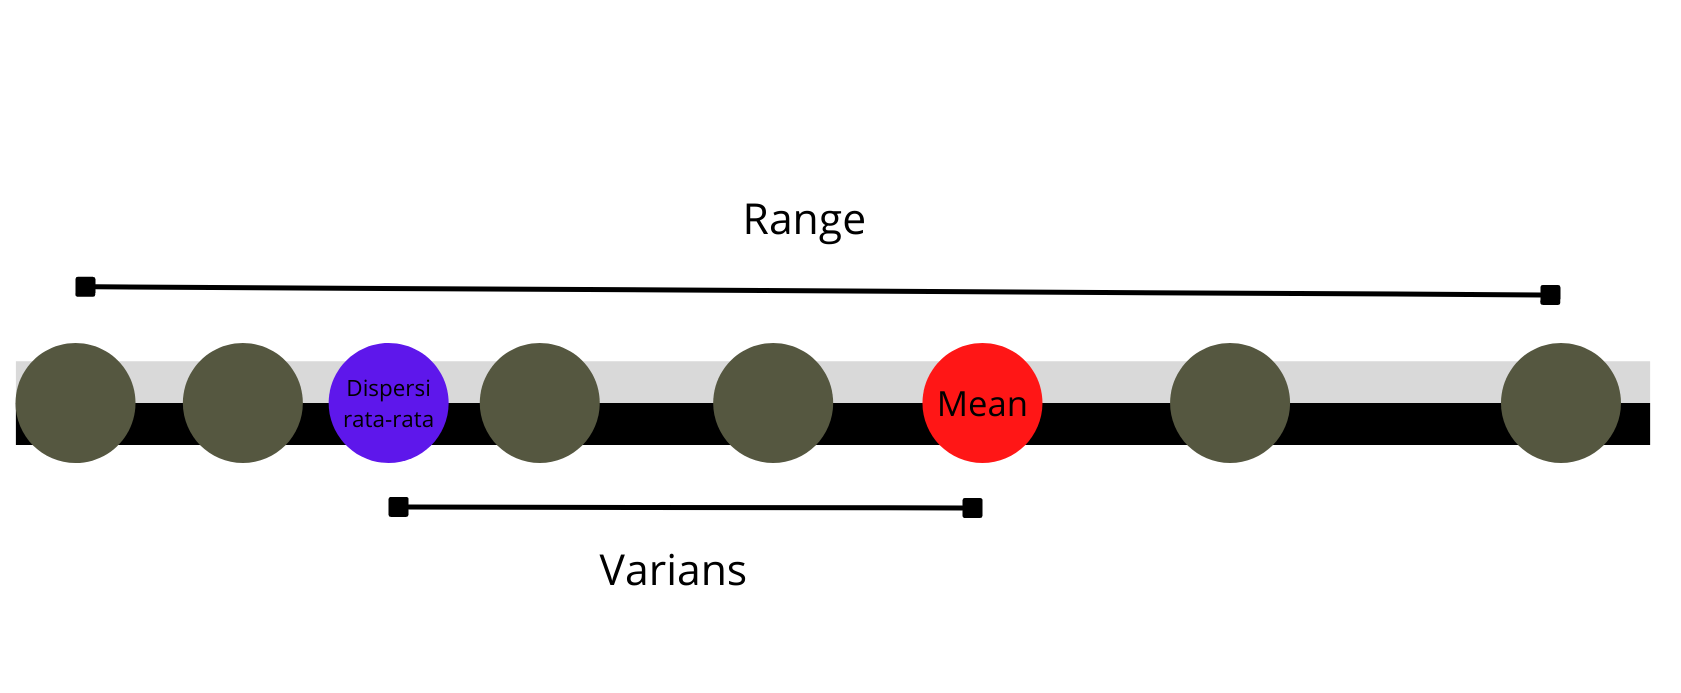 Range
Dispersi
rata-rata
Mean
Varians